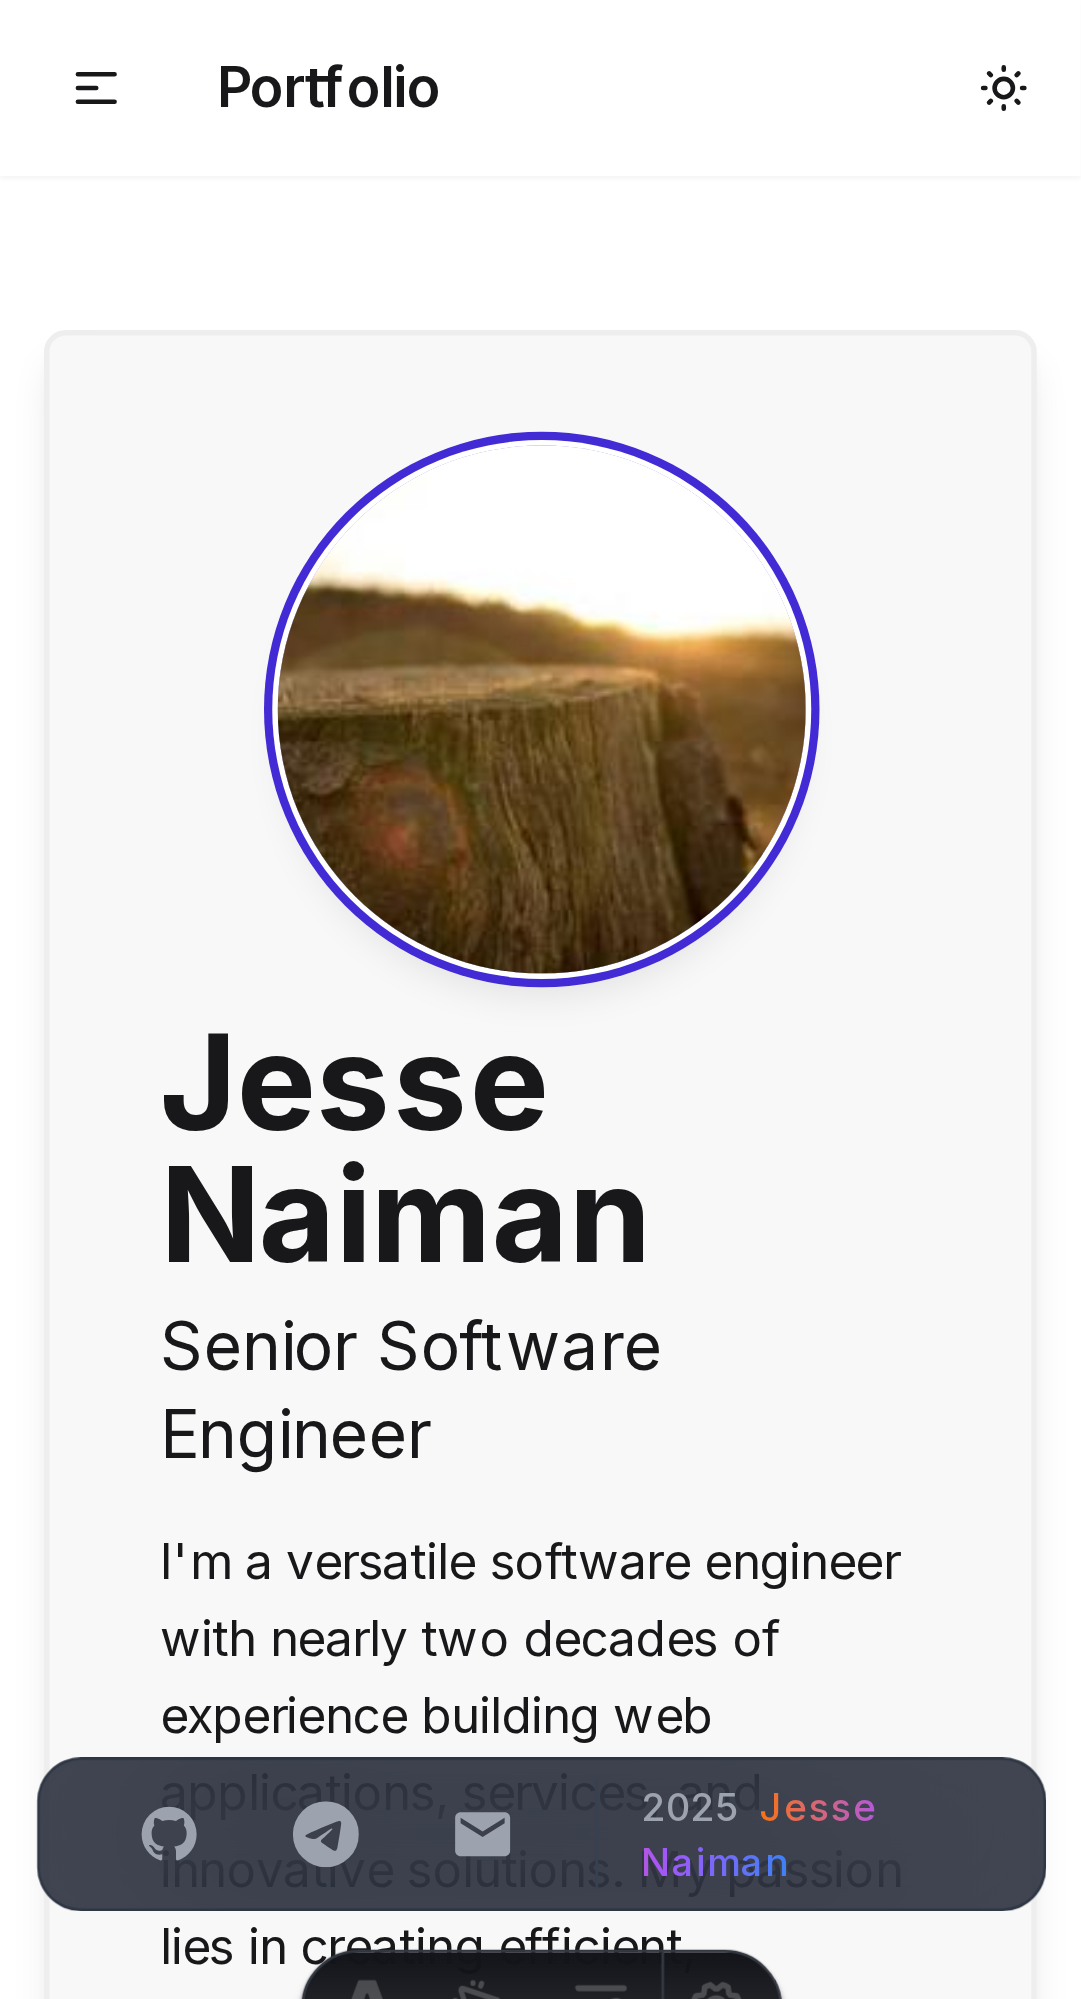 Portfolio
Jesse
Naiman
Senior Software
Engineer
I'm a versatile software engineer
with nearly two decades of
experience building web
applications, services, and
innovative solutions. My passion
2025 Jesse
Naiman
lies in creating efficient,